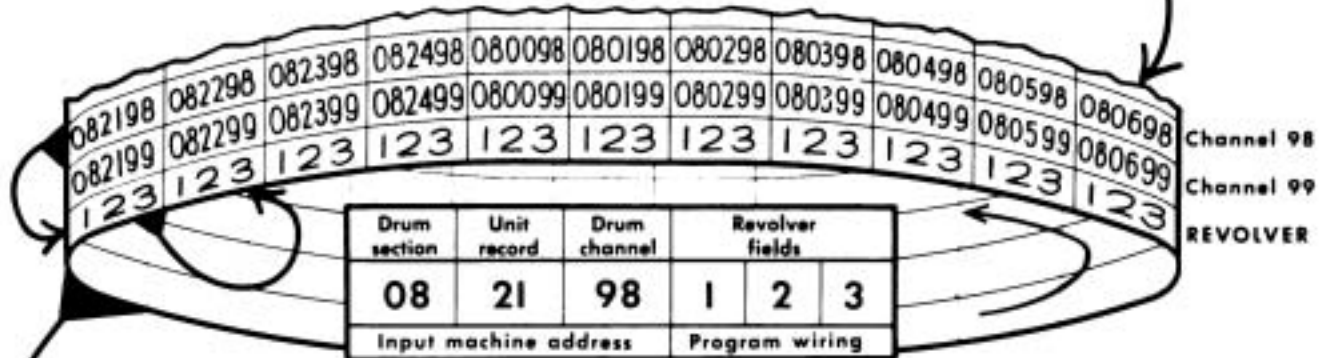 082198 082298 082398 082498 080098 080198 080298 080398 080498 080598 080698
Channel 98
082199 082299 082399 082499 080099 080199 080299 080399 080499 080599 080699
Channel 99
123 123 123 123 123 123 123 123 123 123 123
REVOLVER
Drum section Unit record Drum channel Revolver fields
08 21 98 1 2 3
Input machine address Program wiring